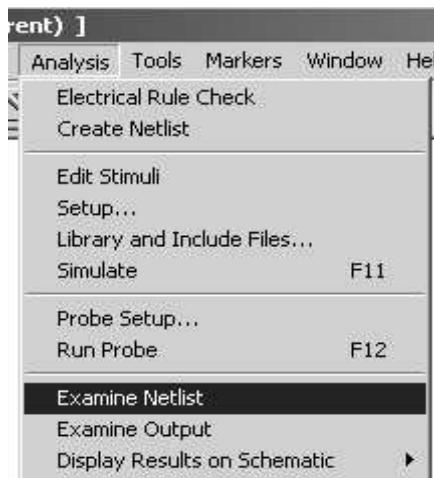 rent) ]
Analysis Tools Markers Window He
Electrical Rule Check
Create Netlist
Edit Stimuli
Setup...
Library and Include Files...
Simulate F11
Probe Setup...
Run Probe F12
Examine Netlist
Examine Output
Display Results on Schematic